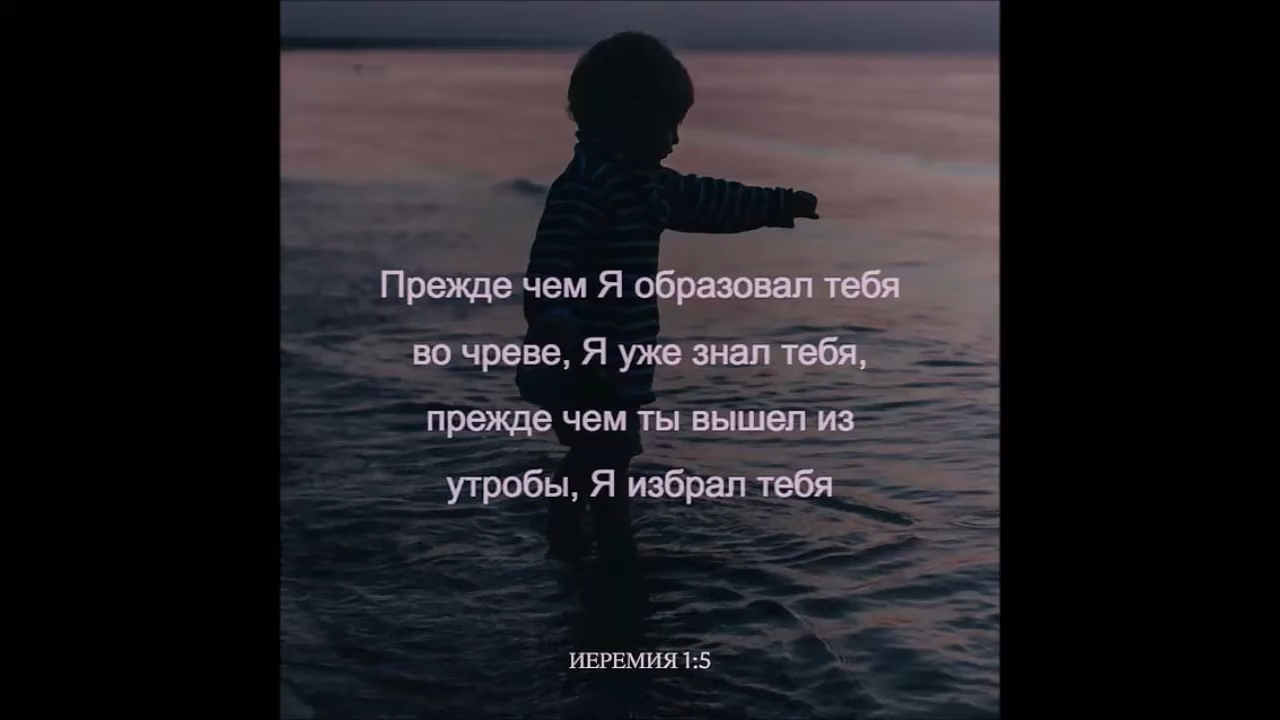 Прежде чем Я образовал тебя
во чреве, Я уже знал тебя,
прежде чем ты вышел из
утробы, Я избрал тебя
ИЕРЕМИЯ 1:5